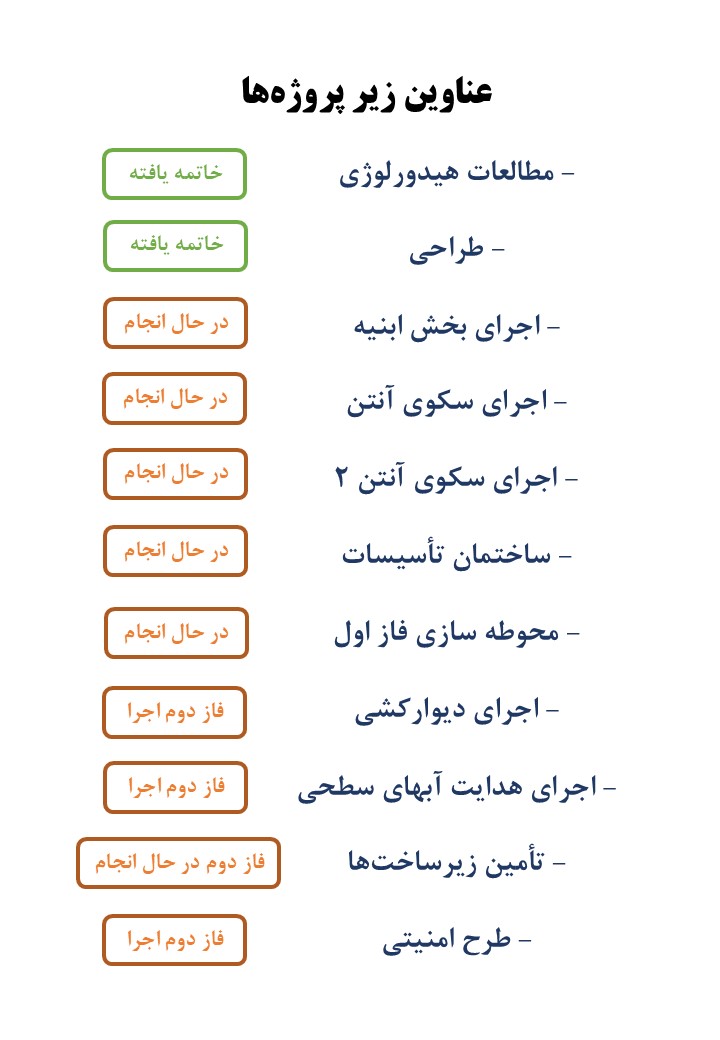 عناوین زیر پروژه‌ها
– مطالعات هیدورلوژی
خاتمه یافته
– طراحی
خاتمه یافته
– اجرای بخش ابنیه
در حال انجام
– اجرای سکوی آنتن
در حال انجام
– اجرای سکوی آنتن ۲
در حال انجام
– ساختمان تأسیسات
در حال انجام
– محوطه سازی فاز اول
در حال انجام
– اجرای دیوارکشی
فاز دوم اجرا
– اجرای هدایت آبهای سطحی
فاز دوم اجرا
– تأمین زیرساخت‌ها
فاز دوم در حال انجام
– طرح امنیتی
فاز دوم اجرا